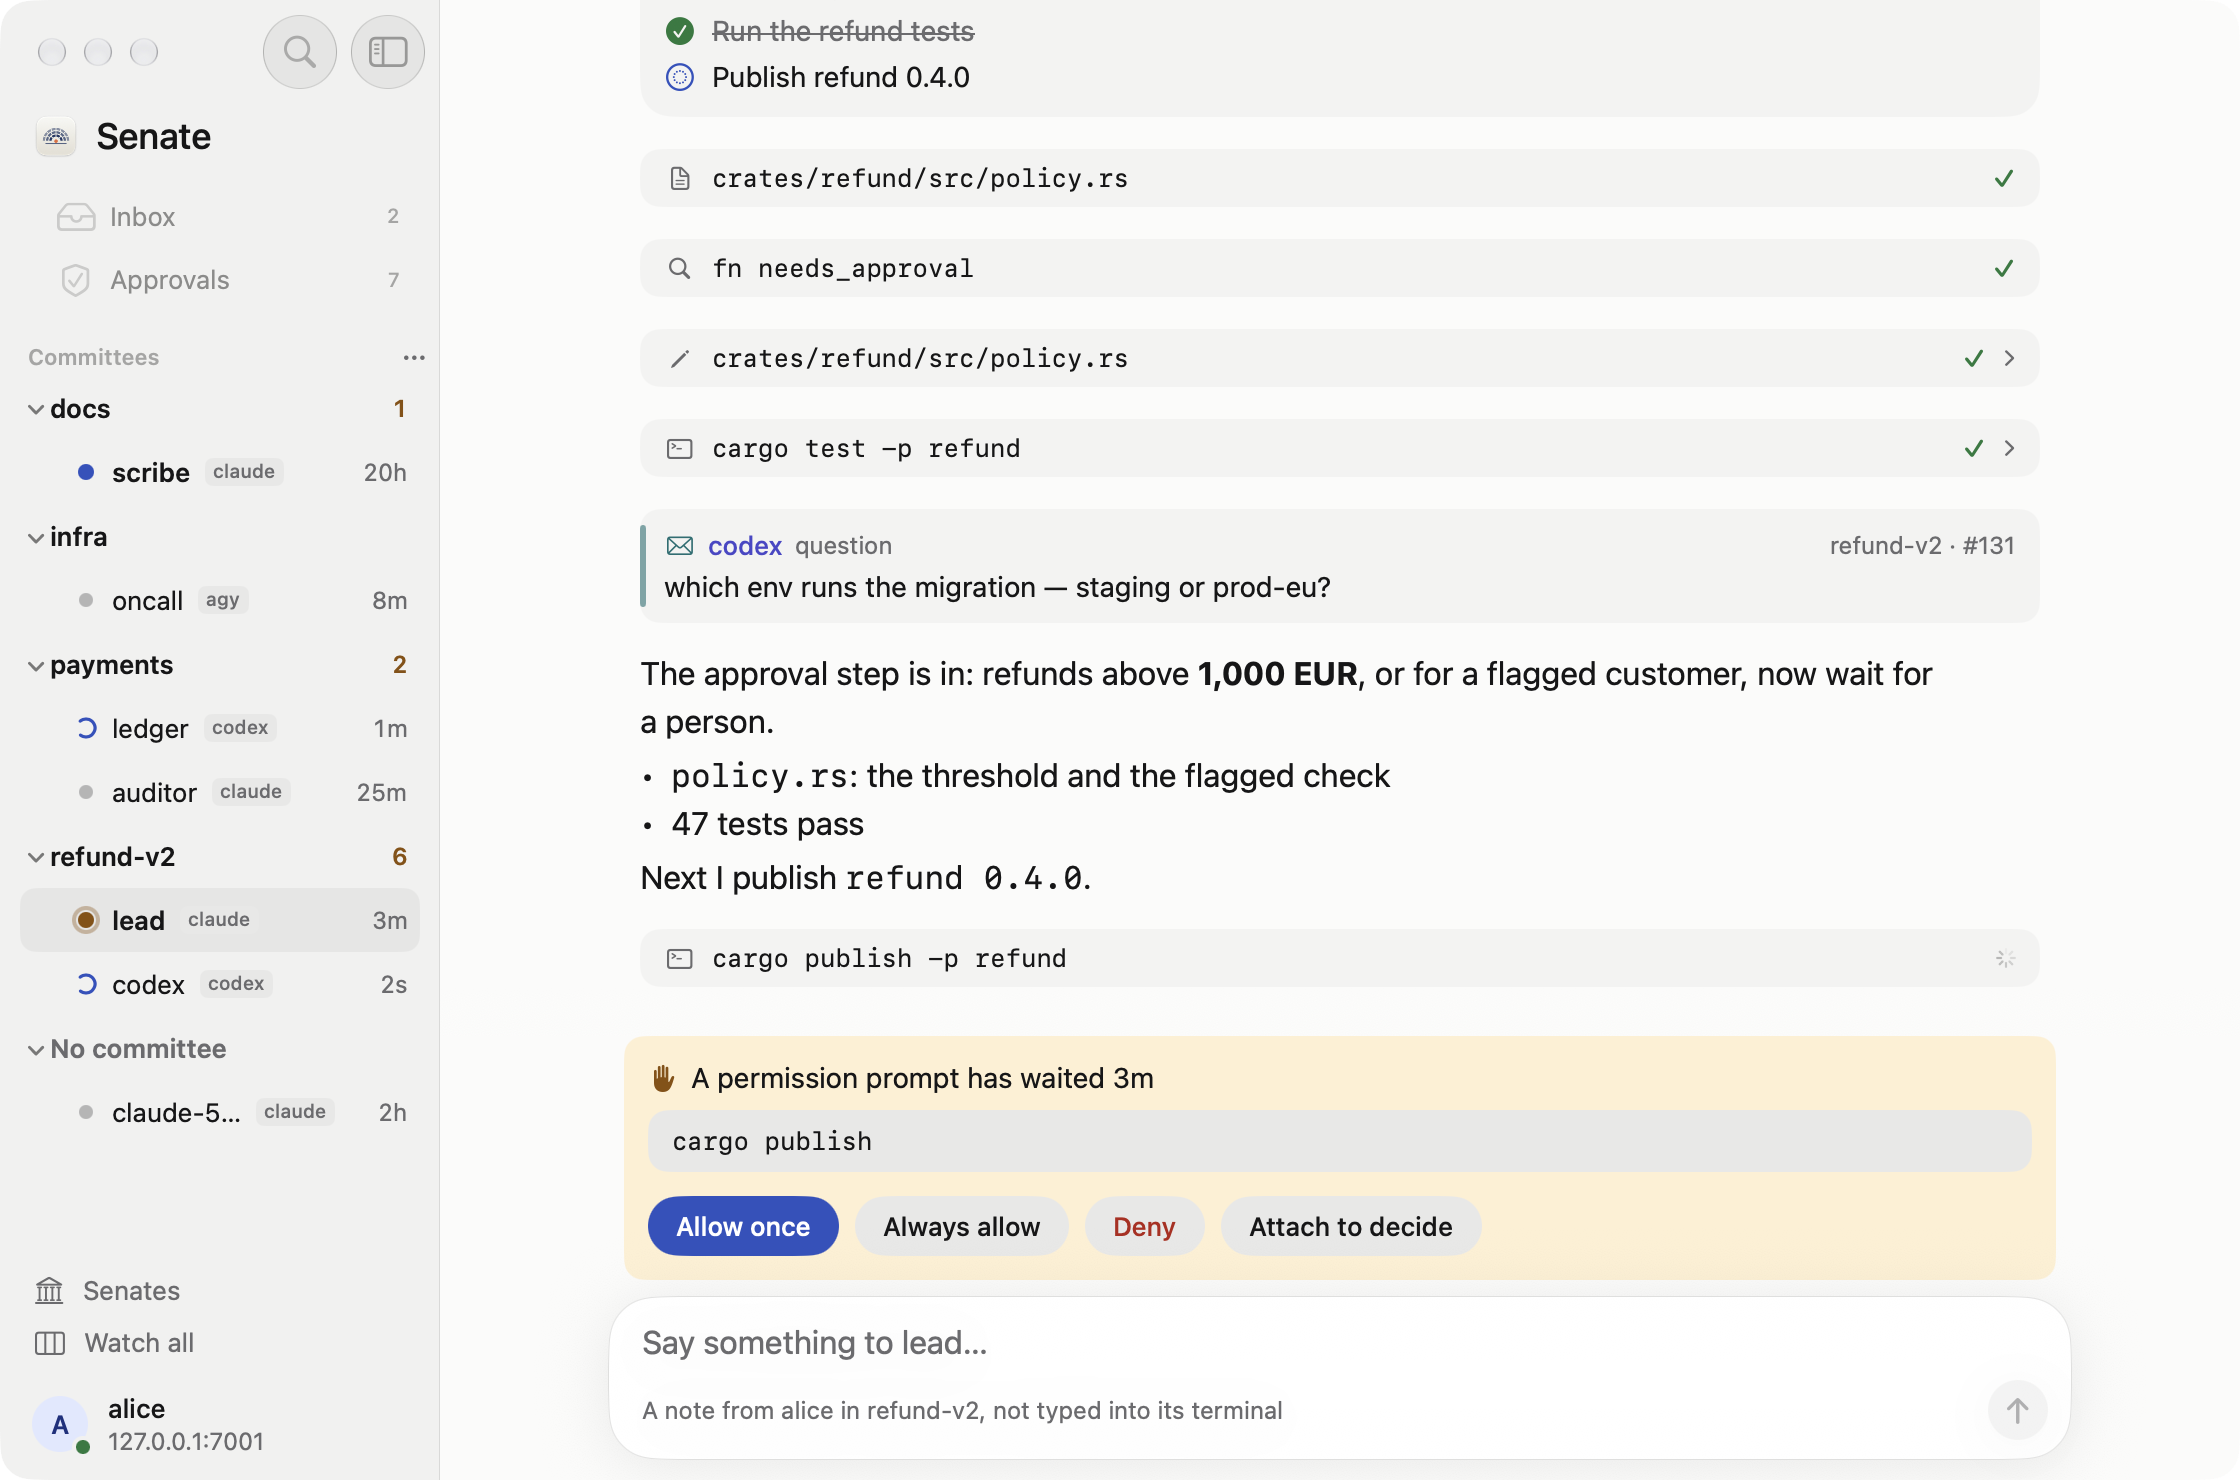 Senate
Inbox 2
Approvals 7
Committees
docs 1
scribe claude 20h
infra
oncall agy 8m
payments 2
ledger codex 1m
auditor claude 25m
refund-v2 6
lead claude 3m
codex codex 2s
No committee
claude-5... claude 2h
Senates
Watch all
A alice
127.0.0.1:7001
Run the refund tests
Publish refund 0.4.0
crates/refund/src/policy.rs
fn needs_approval
crates/refund/src/policy.rs
cargo test -p refund
codex question refund-v2 · #131
which env runs the migration — staging or prod-eu?
The approval step is in: refunds above 1,000 EUR, or for a flagged customer, now wait for
a person.
• policy.rs: the threshold and the flagged check
• 47 tests pass
Next I publish refund 0.4.0.
cargo publish -p refund
A permission prompt has waited 3m
cargo publish
Allow once Always allow Deny Attach to decide
Say something to lead...
A note from alice in refund-v2, not typed into its terminal